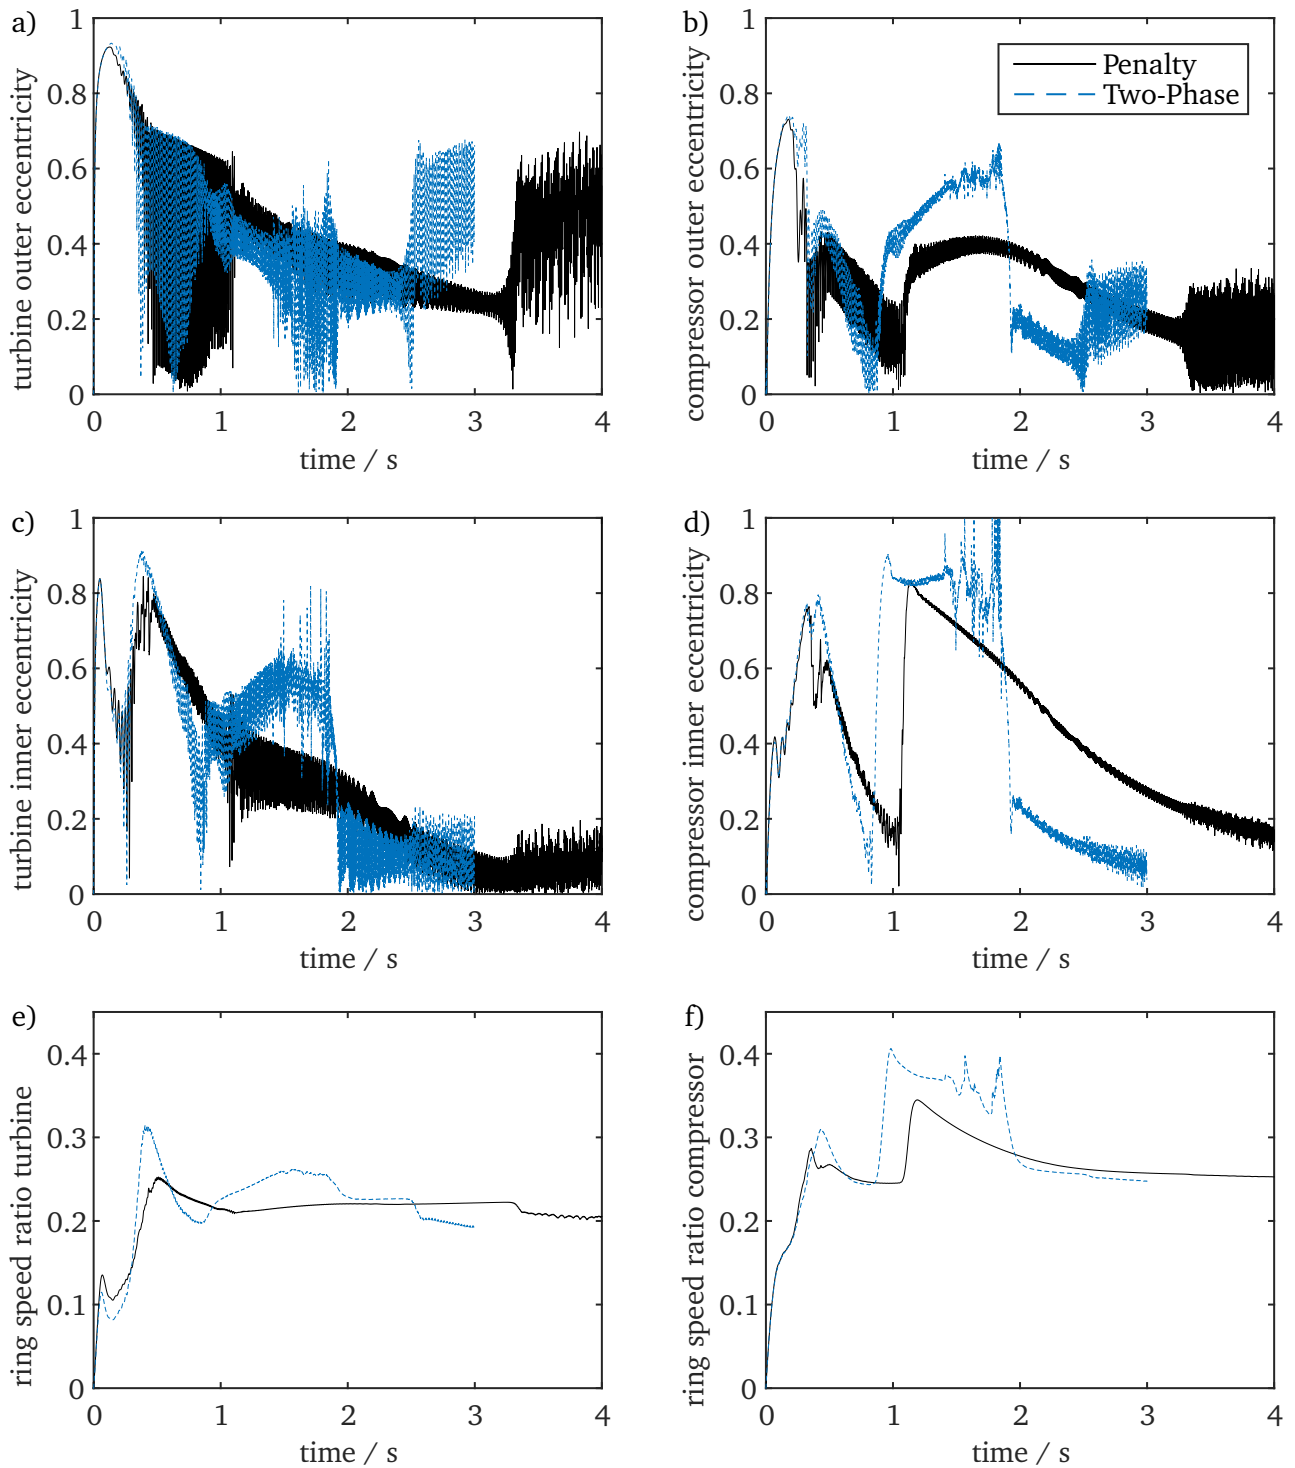 a)
turbine outer eccentricity
1
0.8
0.6
0.4
0.2
0
0 1 2 3 4
time / s
b)
compressor outer eccentricity
1
0.8
0.6
0.4
0.2
0
Penalty
Two-Phase
0 1 2 3 4
time / s
c)
turbine inner eccentricity
1
0.8
0.6
0.4
0.2
0
0 1 2 3 4
time / s
d)
compressor inner eccentricity
1
0.8
0.6
0.4
0.2
0
0 1 2 3 4
time / s
e)
ring speed ratio turbine
0.4
0.3
0.2
0.1
0
0 1 2 3 4
time / s
f)
ring speed ratio compressor
0.4
0.3
0.2
0.1
0
0 1 2 3 4
time / s